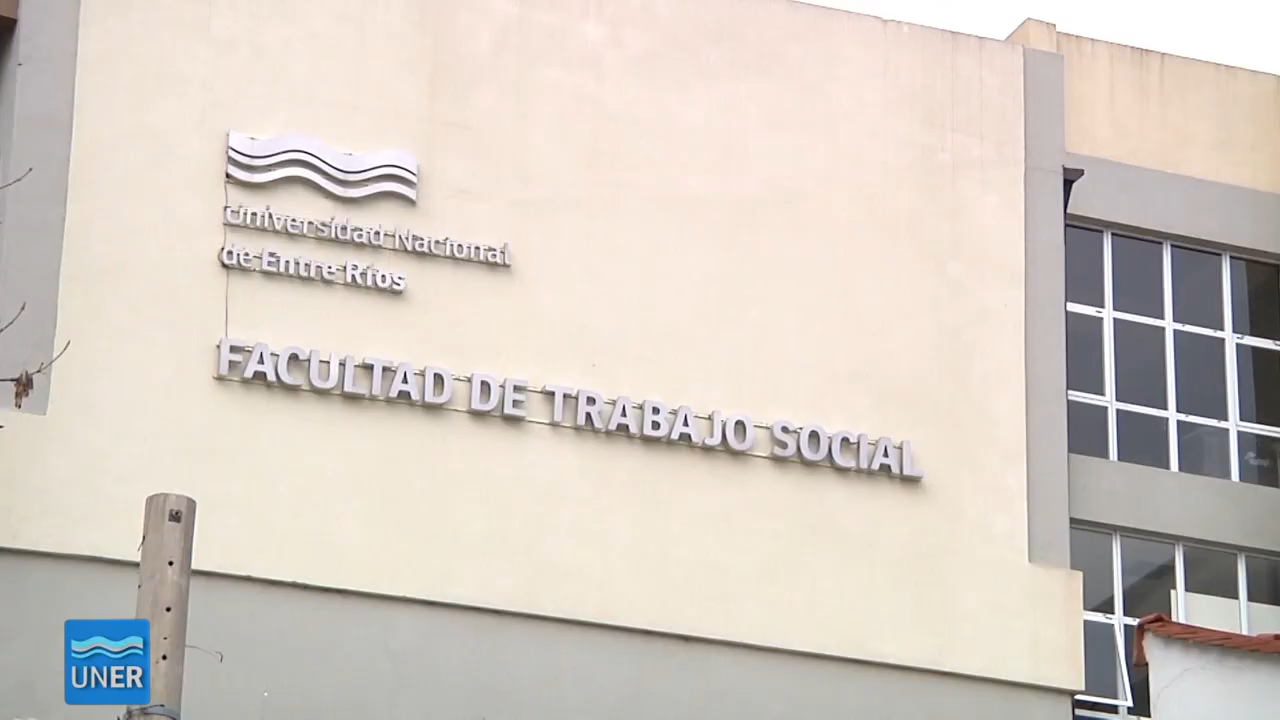 Universidad Nacional
de Entre Ríos
FACULTAD DE TRABAJO SOCIAL
UNER